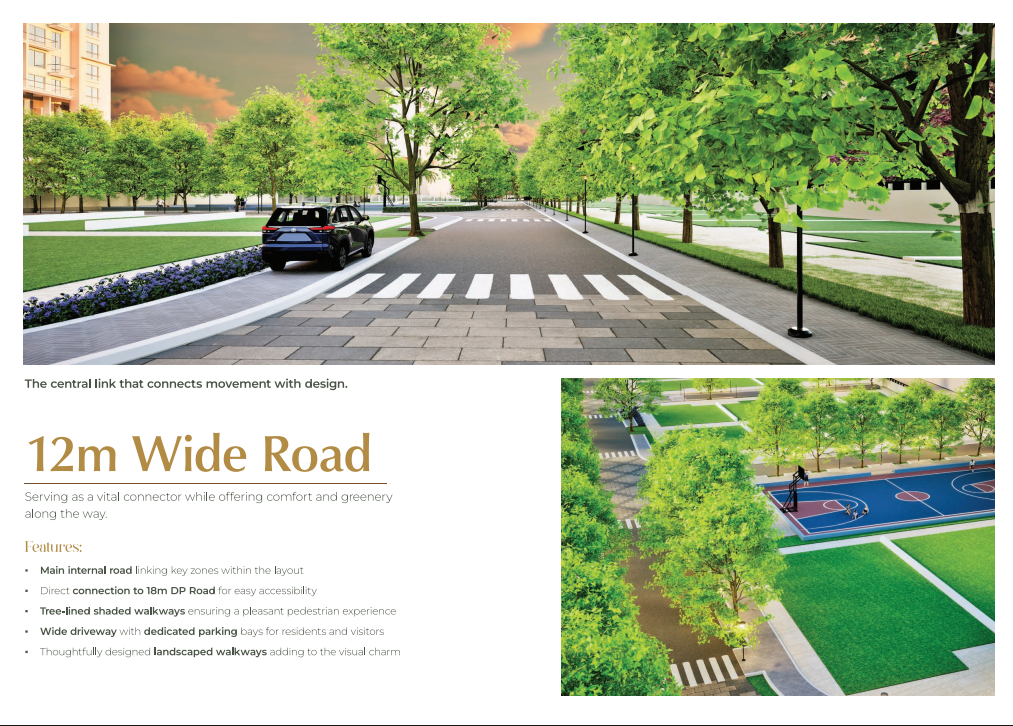 The central link that connects movement with design.
12m Wide Road
Serving as a vital connector while offering comfort and greenery
along the way.
Features:
• Main internal road linking key zones within the layout
• Direct connection to 18m DP Road for easy accessibility
• Tree-lined shaded walkways ensuring a pleasant pedestrian experience
• Wide driveway with dedicated parking bays for residents and visitors
• Thoughtfully designed landscaped walkways adding to the visual charm